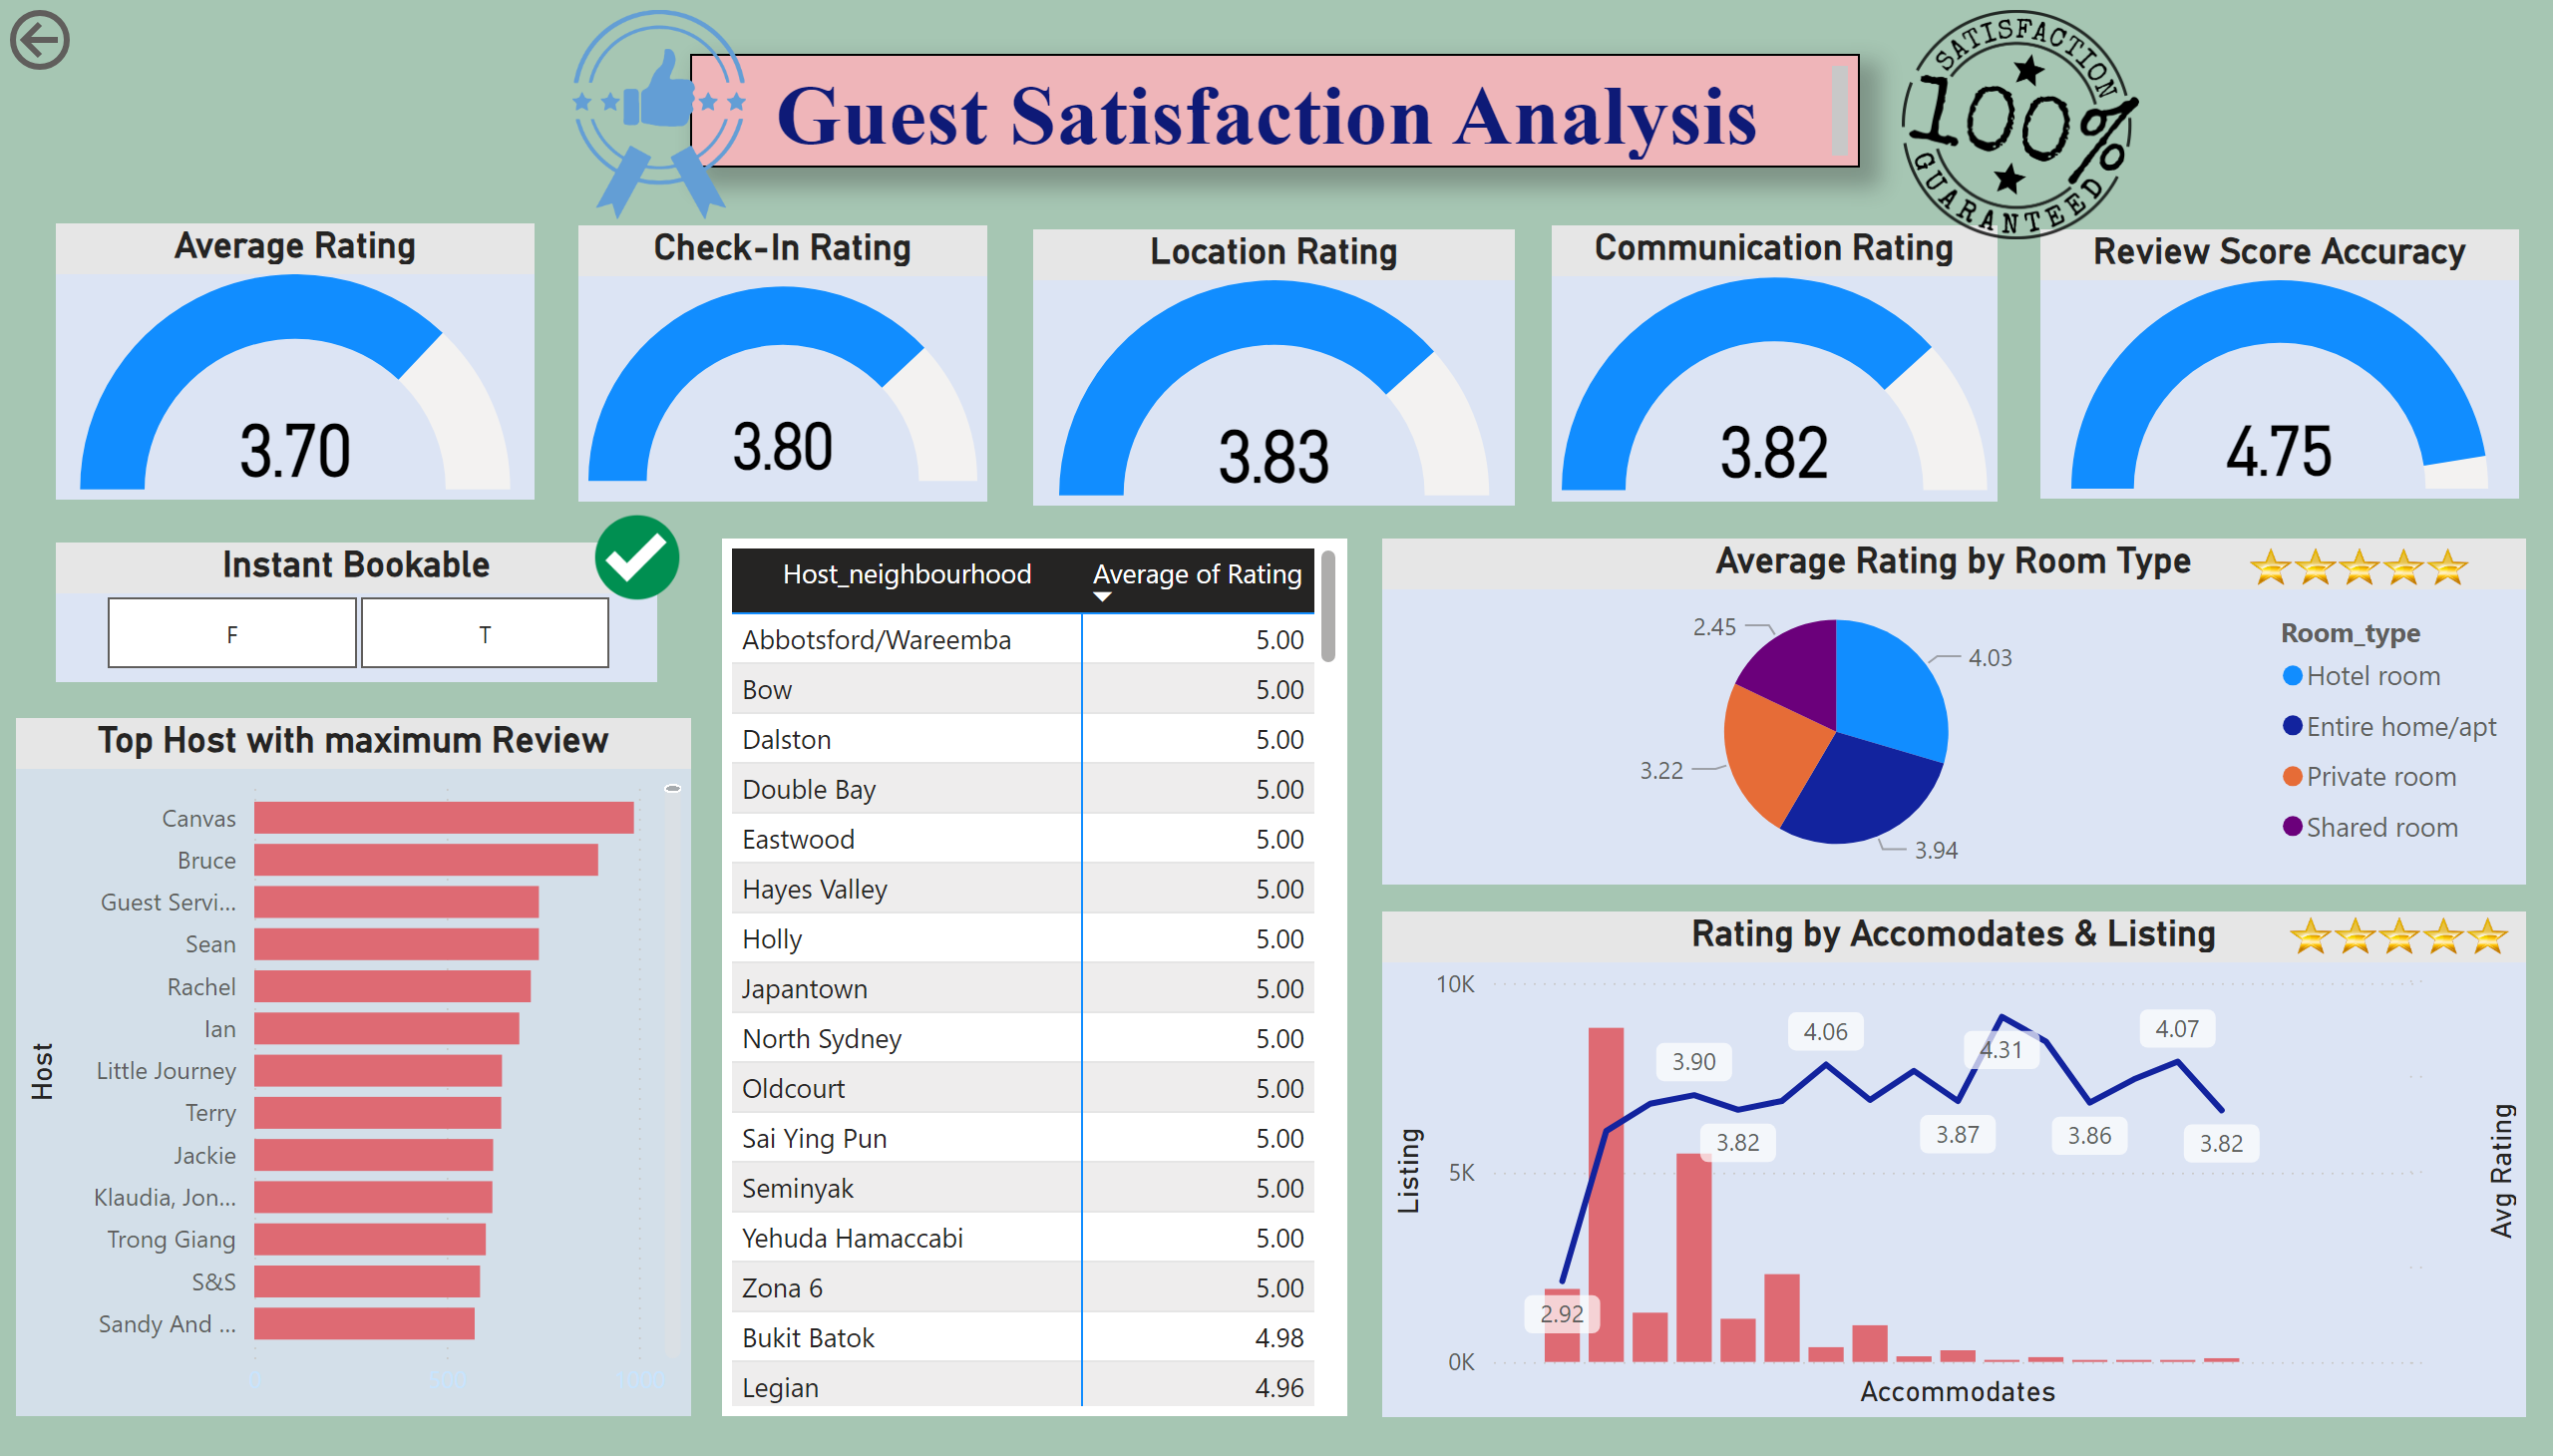 Guest Satisfaction Analysis
SATISFACTION
100%
GUARANTEED
Average Rating
3.70
Check-In Rating
3.80
Location Rating
3.83
Communication Rating
3.82
Review Score Accuracy
4.75
Instant Bookable
F
T
Top Host with maximum Review
Host
Canvas
Bruce
Guest Servi...
Sean
Rachel
Ian
Little Journey
Terry
Jackie
Klaudia, Jon...
Trong Giang
S&S
Sandy And ...
0
500
1000
Host_neighbourhood Average of Rating
Abbotsford/Wareemba 5.00
Bow 5.00
Dalston 5.00
Double Bay 5.00
Eastwood 5.00
Hayes Valley 5.00
Holly 5.00
Japantown 5.00
North Sydney 5.00
Oldcourt 5.00
Sai Ying Pun 5.00
Seminyak 5.00
Yehuda Hamaccabi 5.00
Zona 6 5.00
Bukit Batok 4.98
Legian 4.96
Average Rating by Room Type
2.45
4.03
3.22
3.94
Room_type
Hotel room
Entire home/apt
Private room
Shared room
Rating by Accomodates & Listing
Listing
10K
5K
0K
2.92
3.90
3.82
4.06
3.87
4.31
3.86
4.07
3.82
Avg Rating
Accommodates